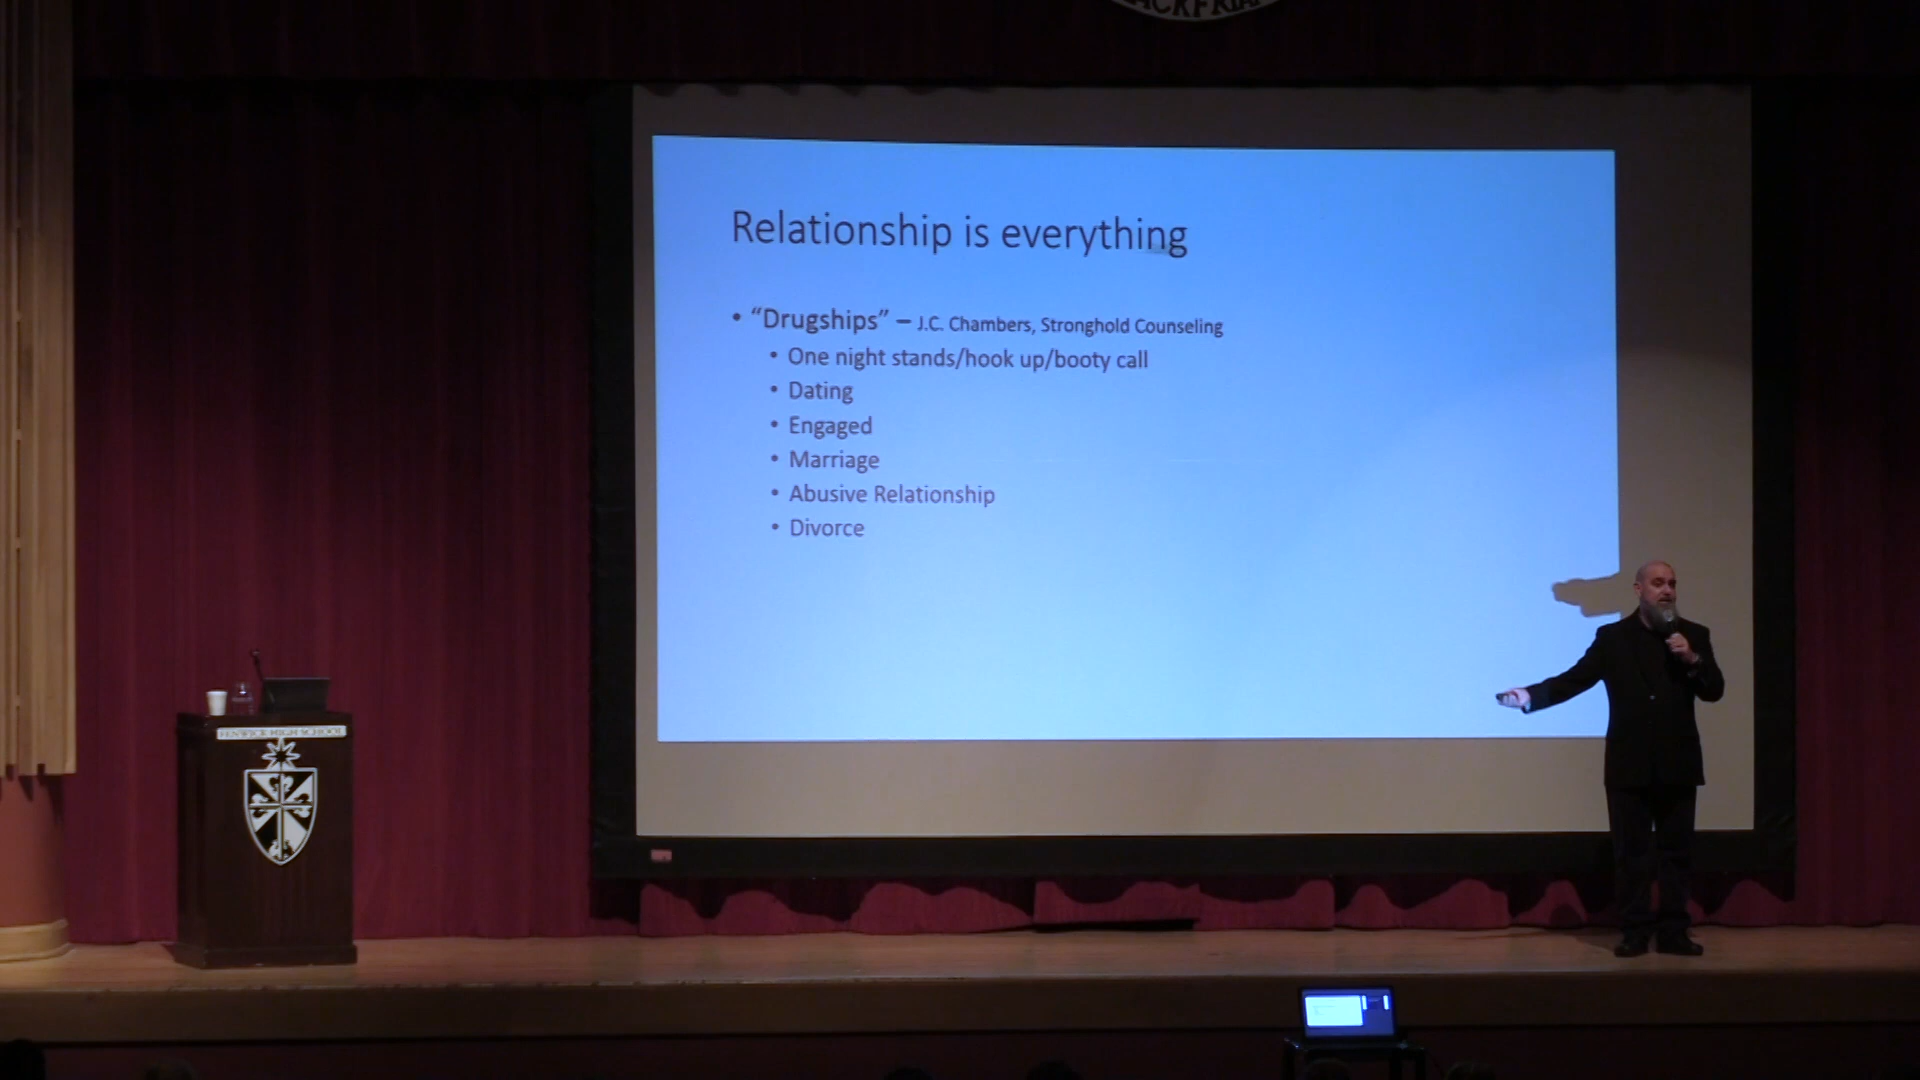 Relationship is everything
• “Drugships” – J.C. Chambers, Stronghold Counseling
• One night stands/hook up/booty call
• Dating
• Engaged
• Marriage
• Abusive Relationship
• Divorce
FENWICK HIGH SCHOOL